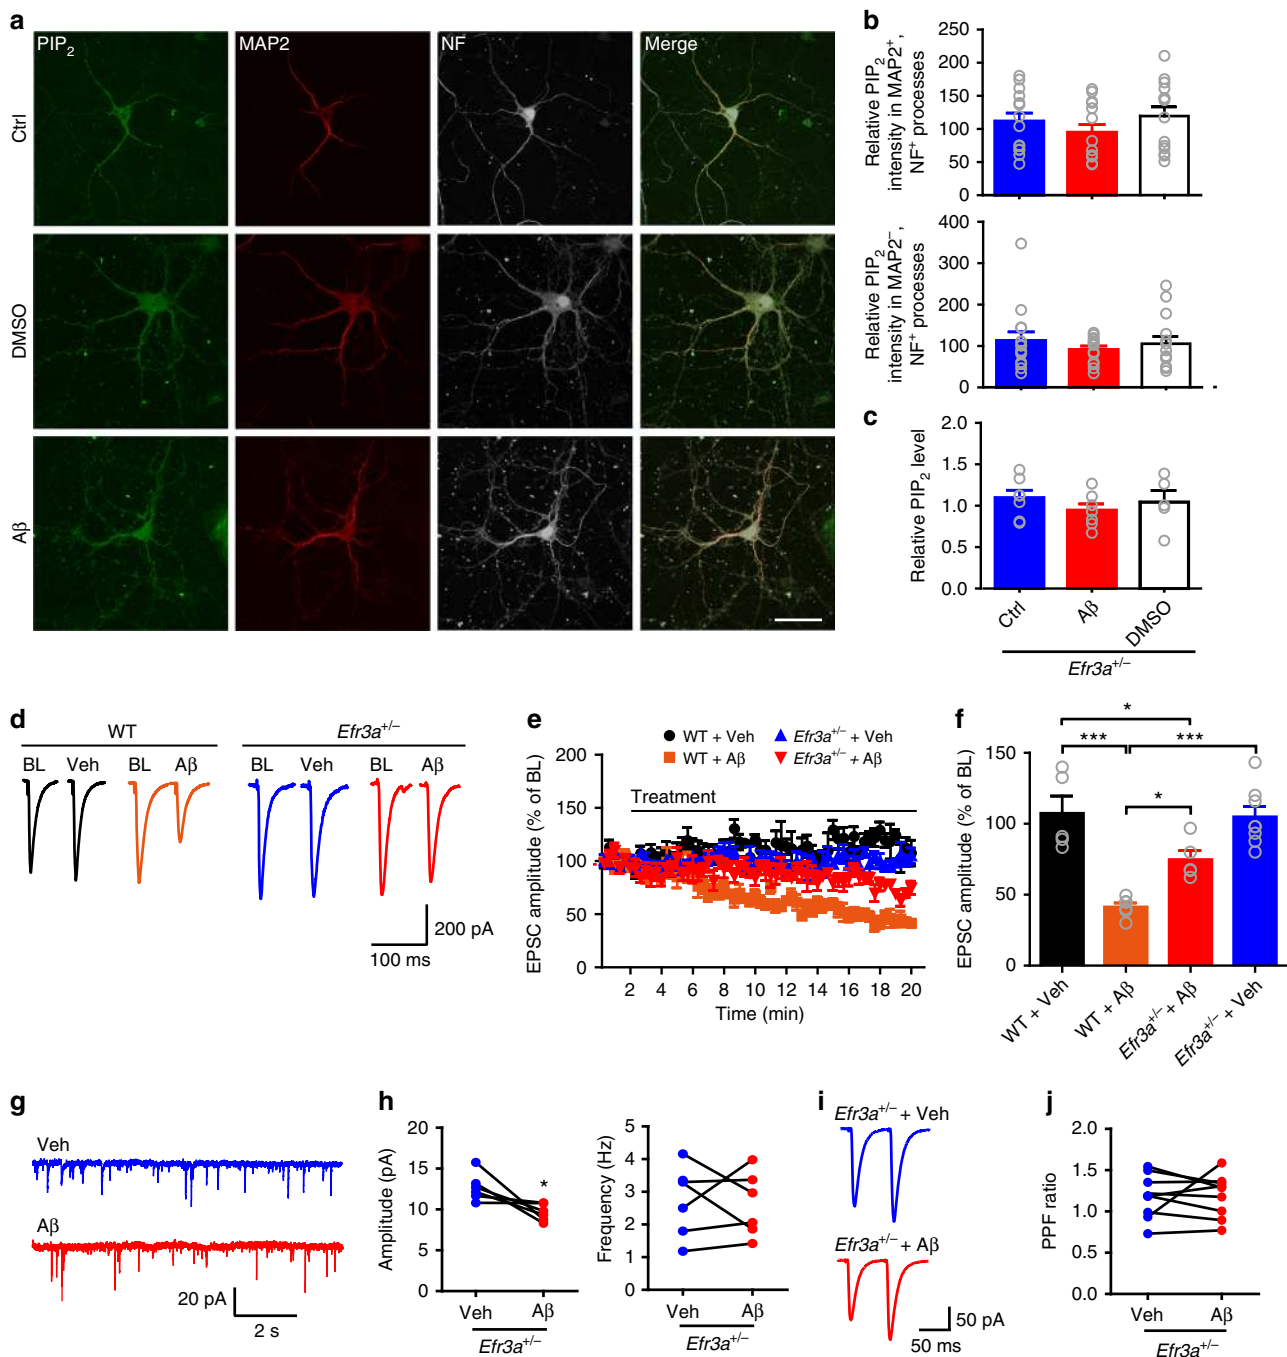 a
PIP2
MAP2
NF
Merge
Ctrl
DMSO
Aβ
b
Relative PIP2
intensity in MAP2+,
NF+ processes
250
200
150
100
50
0
Relative PIP2
intensity in MAP2−,
NF+ processes
400
300
200
100
0
c
Relative PIP2 level
2.0
1.5
1.0
0.5
0.0
Ctrl
Aβ
DMSO
Efr3a+/−
d
WT
Efr3a+/−
BL
Veh
BL
Aβ
BL
Veh
BL
Aβ
200 pA
100 ms
e
WT + Veh
Efr3a+/− + Veh
WT + Aβ
Efr3a+/− + Aβ
Treatment
EPSC amplitude (% of BL)
200
150
100
50
0
2 4 6 8 10 12 14 16 18 20
Time (min)
f
*
***
***
*
EPSC amplitude (% of BL)
150
100
50
0
WT + Veh
WT + Aβ
Efr3a+/− + Aβ
Efr3a+/− + Veh
g
Veh
Aβ
20 pA
2 s
h
Amplitude (pA)
20
15
10
5
0
*
Veh
Aβ
Efr3a+/−
Frequency (Hz)
5
4
3
2
1
0
Veh
Aβ
Efr3a+/−
i
Efr3a+/− + Veh
Efr3a+/− + Aβ
50 pA
50 ms
j
PPF ratio
2.0
1.5
1.0
0.5
0.0
Veh
Aβ
Efr3a+/−